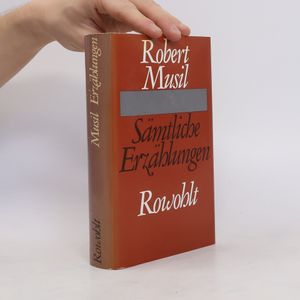 Robert
Musil
Sämtliche
Erzählungen
Rowohlt
Musil Erzählungen
Rowohlt